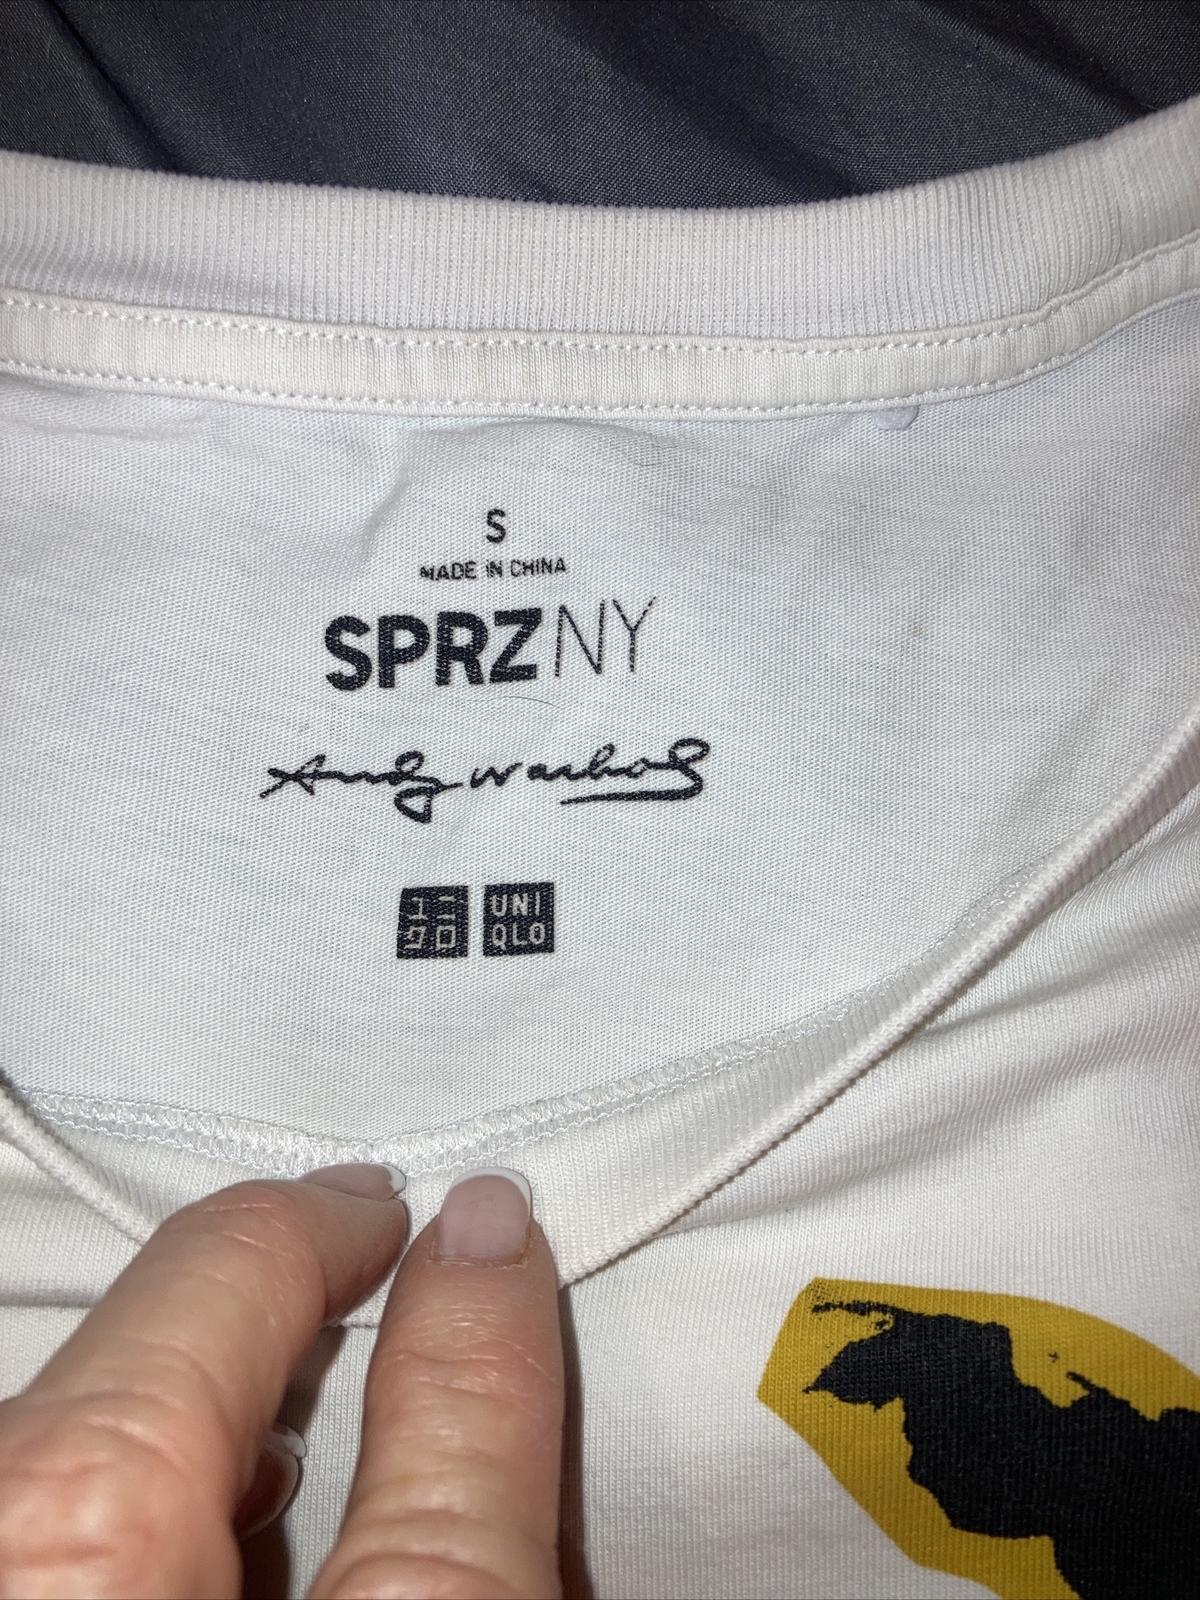 S
MADE IN CHINA
SPRZ NY
Andy Warhol
ユニ
クロ
UNI
QLO